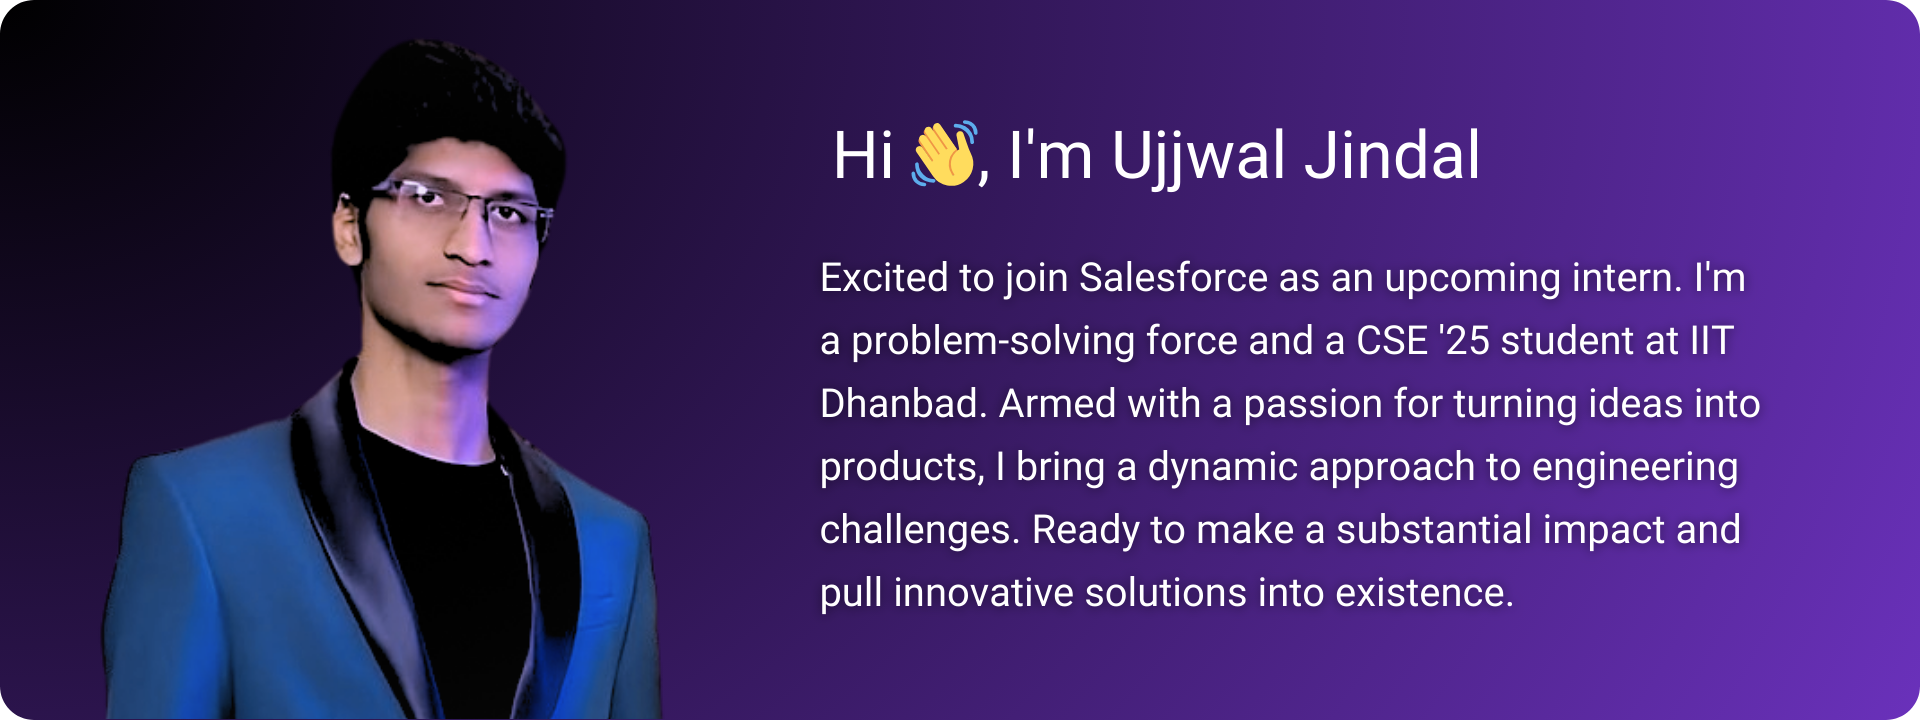 Hi 👋, I'm Ujjwal Jindal
Excited to join Salesforce as an upcoming intern. I'm
a problem-solving force and a CSE '25 student at IIT
Dhanbad. Armed with a passion for turning ideas into
products, I bring a dynamic approach to engineering
challenges. Ready to make a substantial impact and
pull innovative solutions into existence.